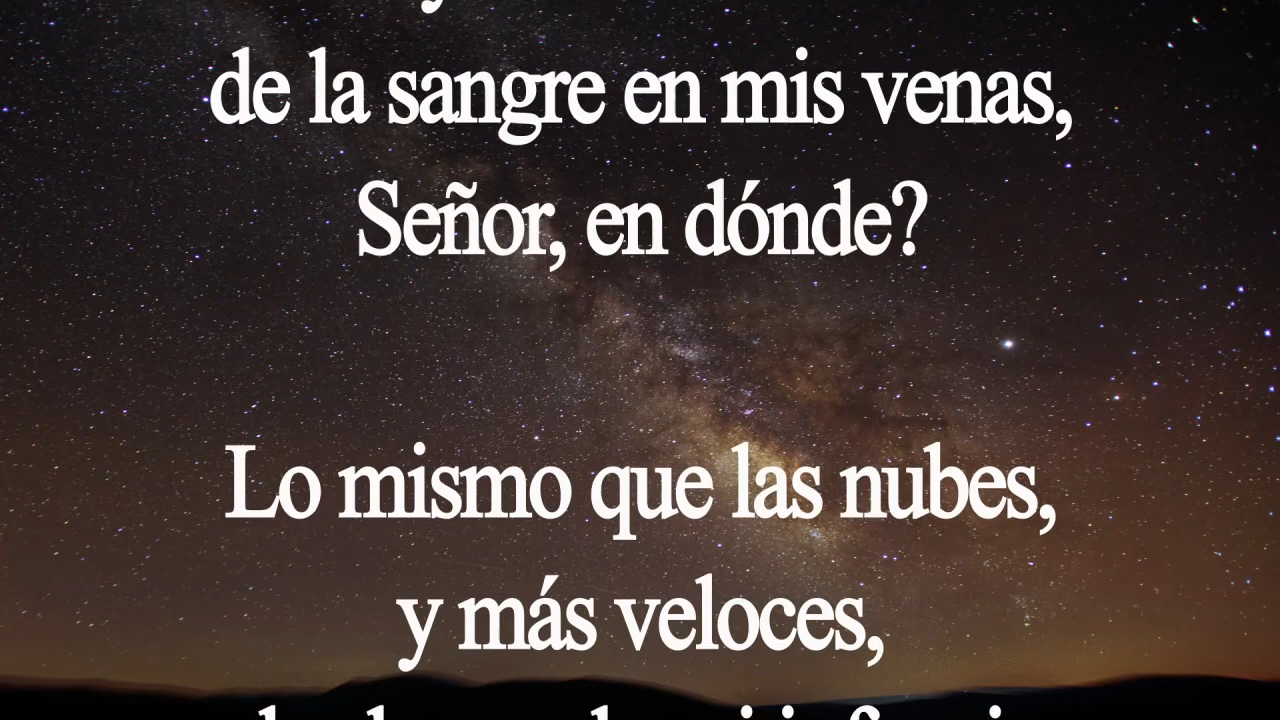 de la sangre en mis venas,
Señor, en dónde?
Lo mismo que las nubes,
y más veloces,